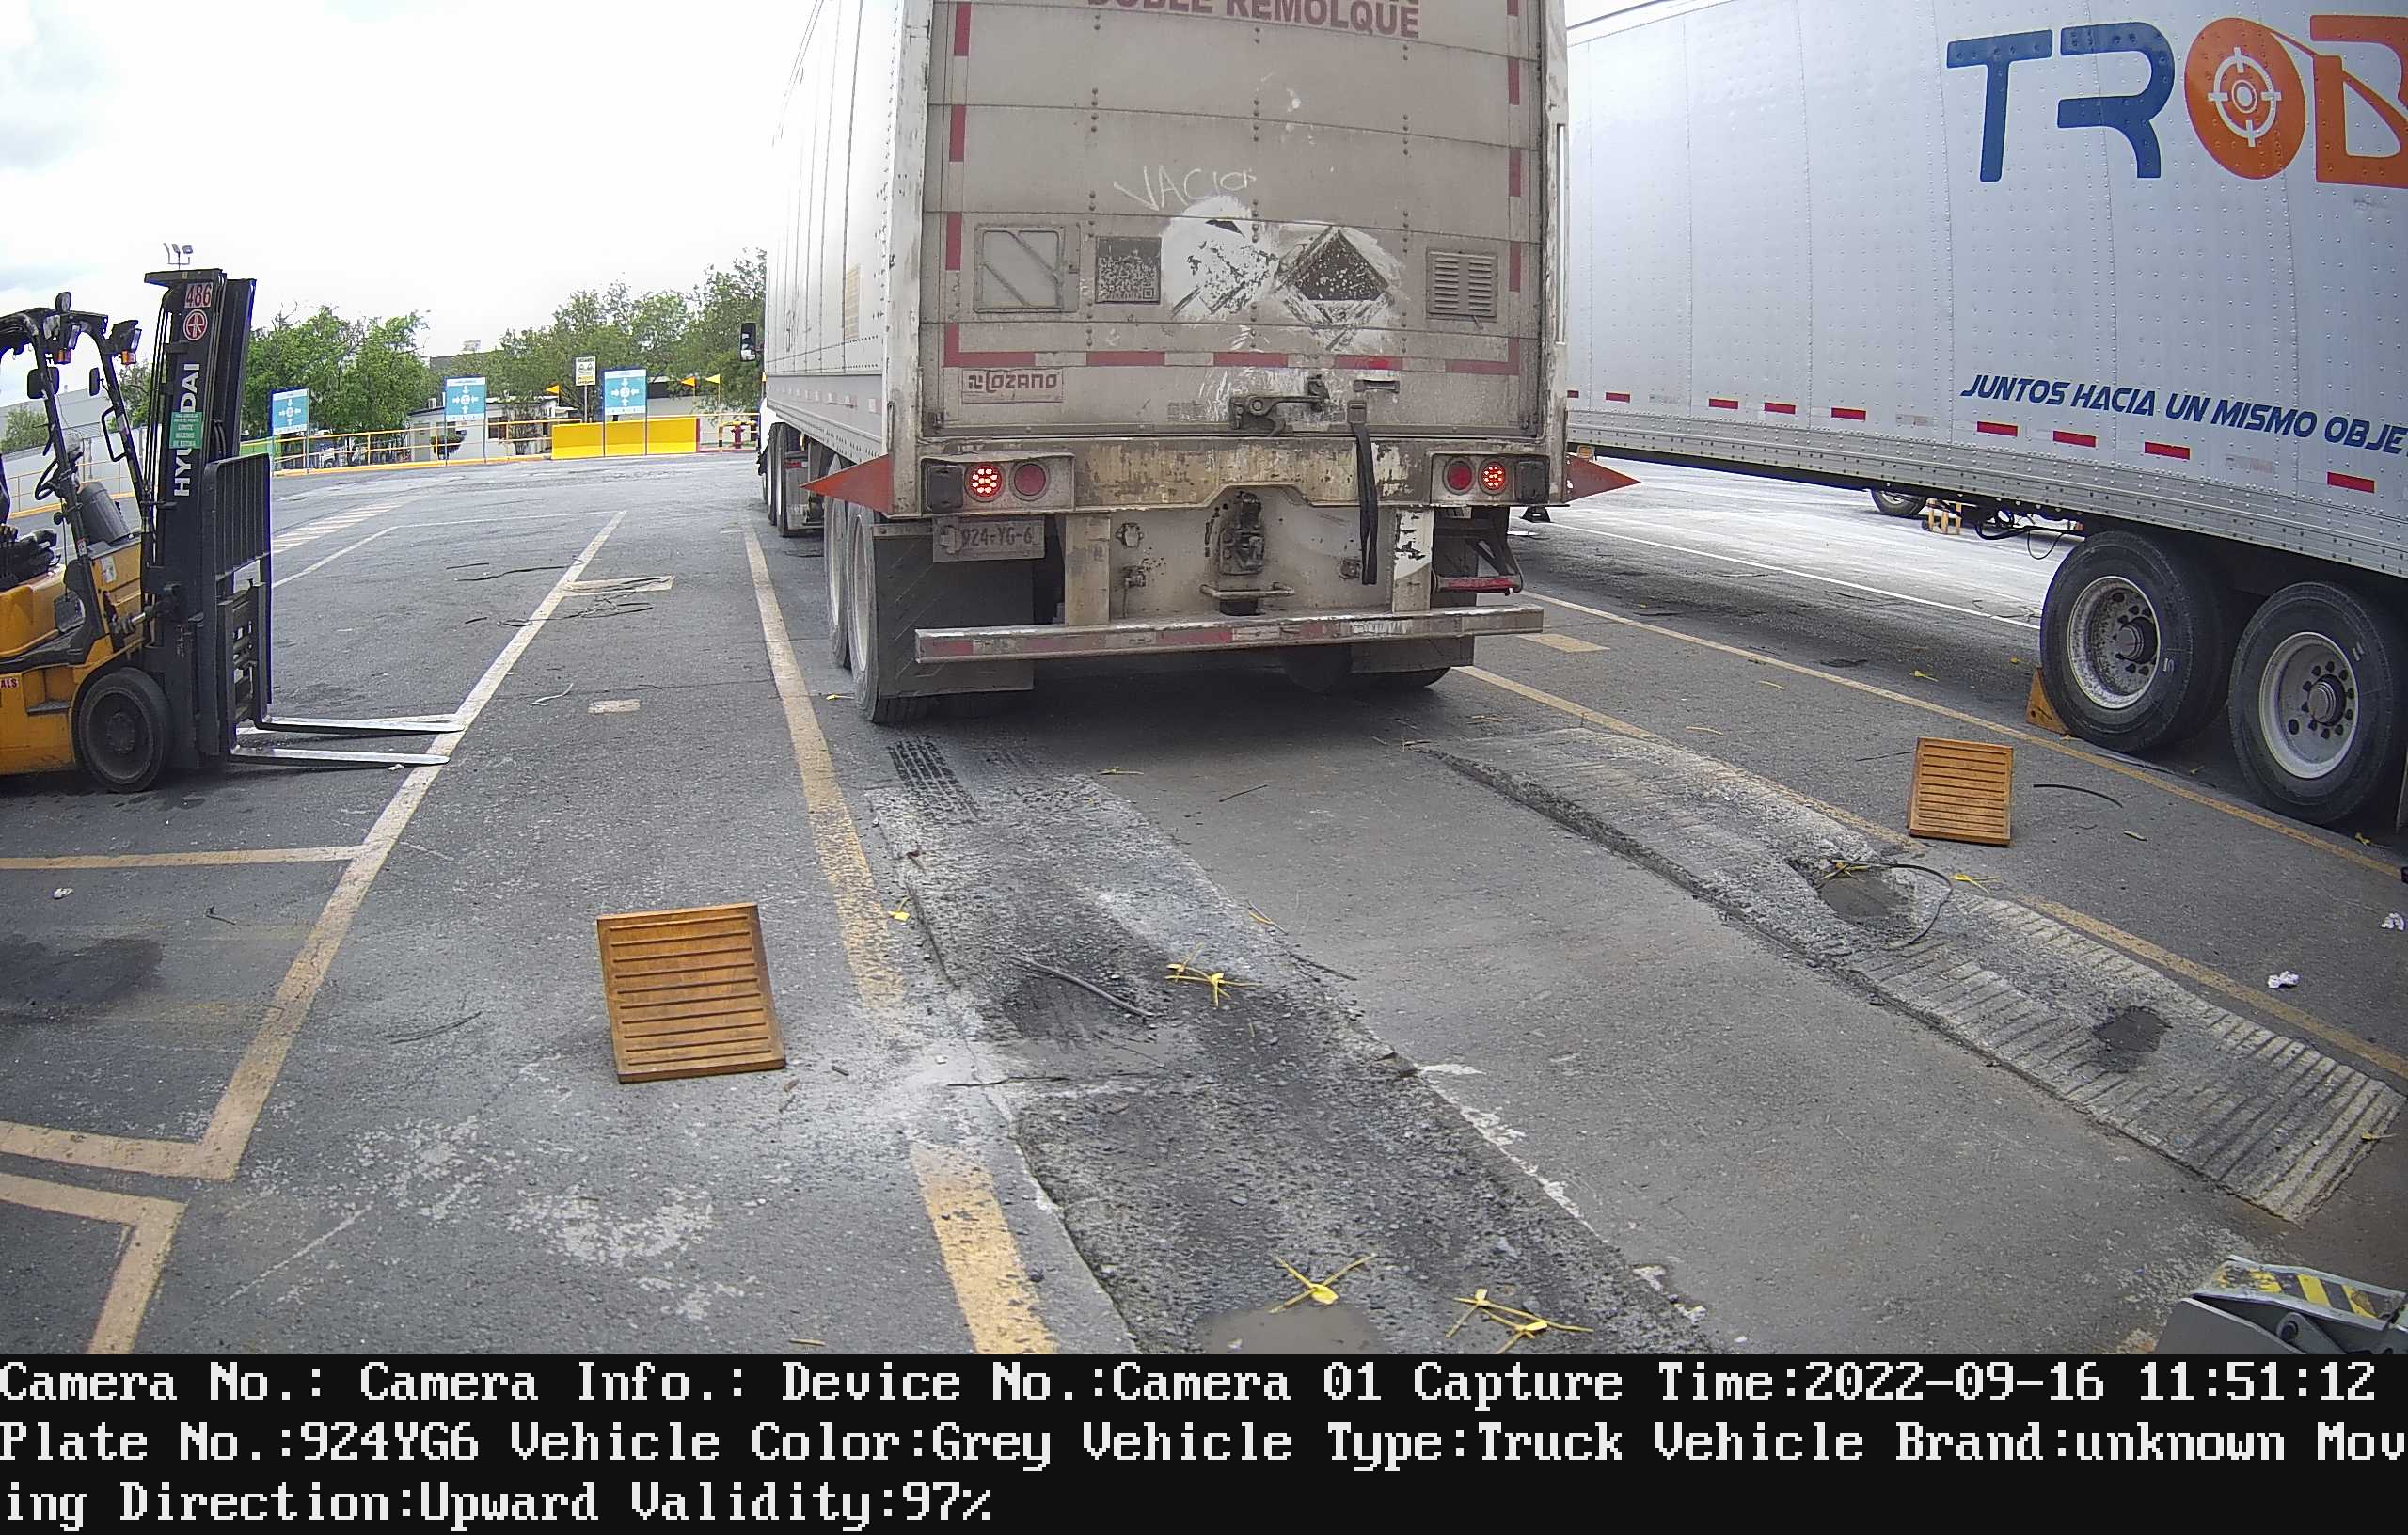 DOBLE REMOLQUE
TRO
VACIO
486
HYUNDAI
JUNTOS HACIA UN MISMO OBJE
LOZANO
924-YG-6
ALS
Camera No.: Camera Info.: Device No.:Camera 01 Capture Time:2022-09-16 11:51:12
Plate No.:924YG6 Vehicle Color:Grey Vehicle Type:Truck Vehicle Brand:unknown Mov
ing Direction:Upward Validity:97%